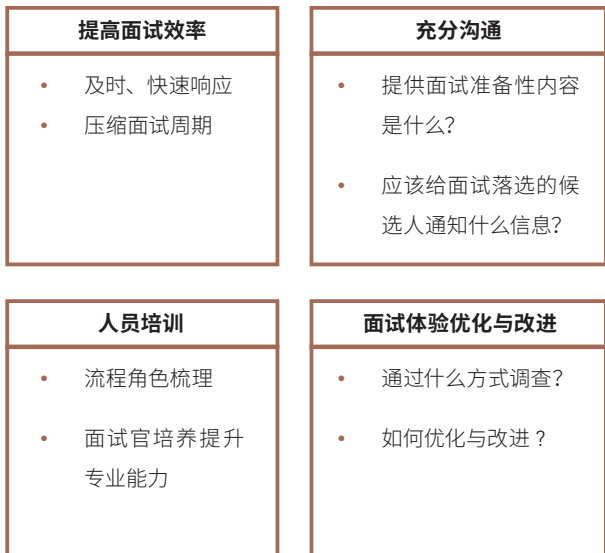 提高面试效率
• 及时、快速响应
• 压缩面试周期
充分沟通
• 提供面试准备性内容
是什么？
• 应该给面试落选的候
选人通知什么信息？
人员培训
• 流程角色梳理
• 面试官培养提升
专业能力
面试体验优化与改进
• 通过什么方式调查？
• 如何优化与改进 ?